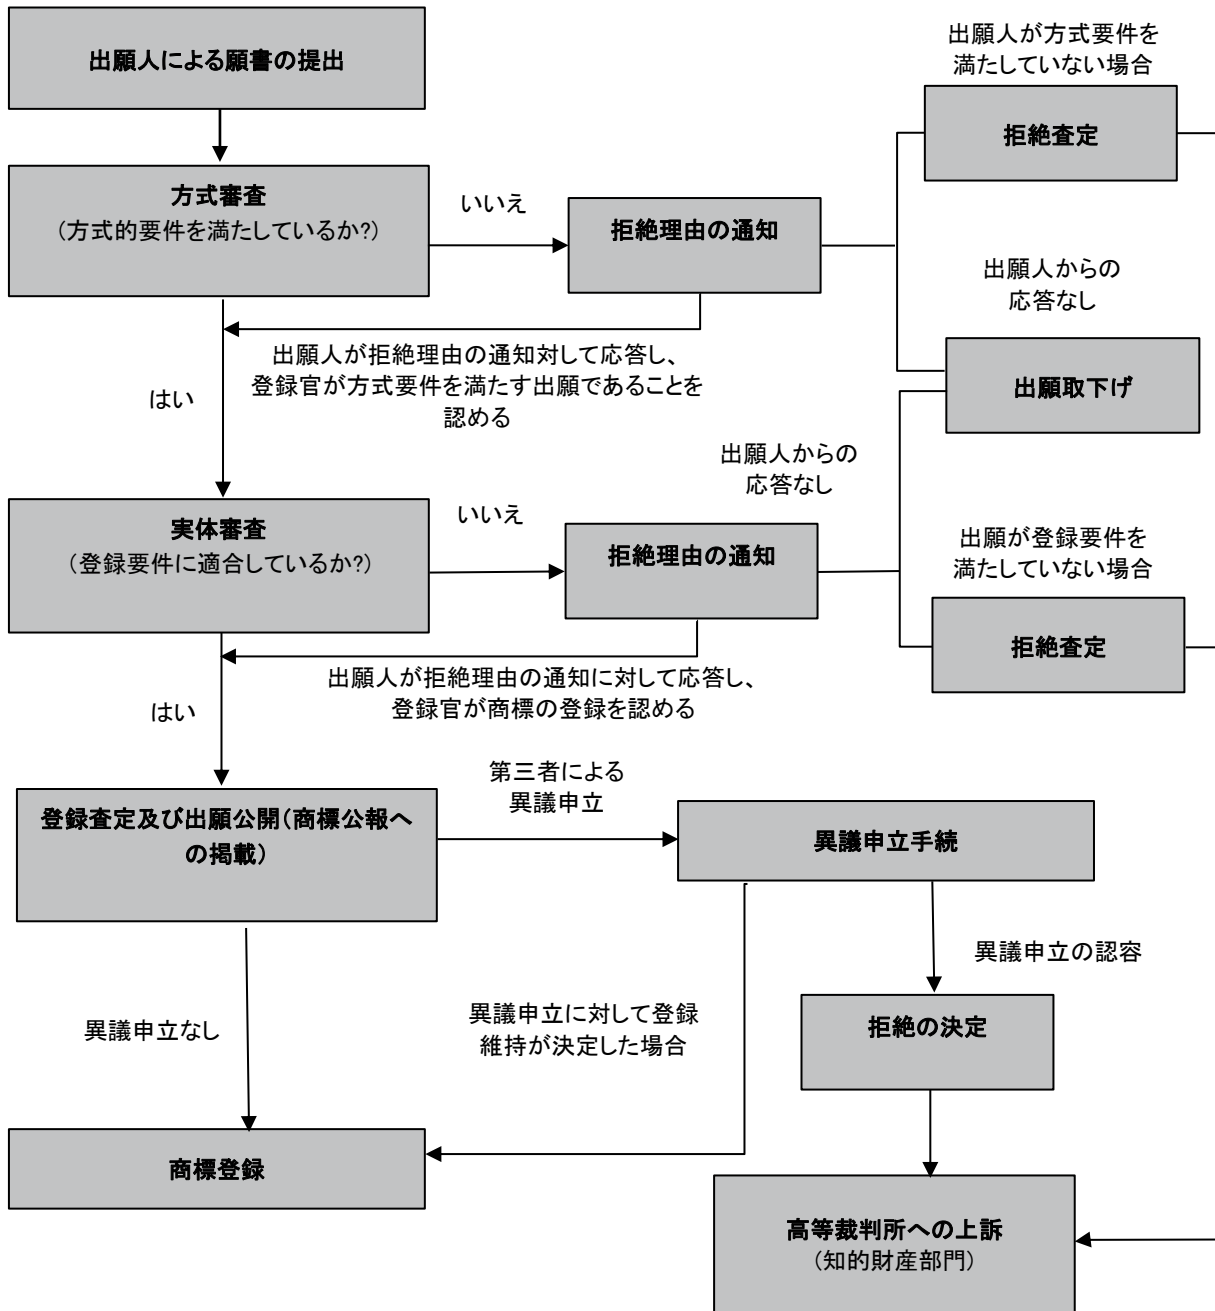 出願人による願書の提出
出願人が方式要件を
満たしていない場合
拒絶査定
方式審査
（方式的要件を満たしているか?）
いいえ
拒絶理由の通知
出願人からの
応答なし
出願人が拒絶理由の通知対して応答し、
登録官が方式要件を満たす出願であることを
認める
はい
出願取下げ
出願人からの
応答なし
実体審査
（登録要件に適合しているか?）
いいえ
拒絶理由の通知
出願が登録要件を
満たしていない場合
拒絶査定
出願人が拒絶理由の通知に対して応答し、
登録官が商標の登録を認める
はい
第三者による
異議申立
登録査定及び出願公開（商標公報へ
の掲載）
異議申立手続
異議申立の認容
異議申立なし
異議申立に対して登録
維持が決定した場合
拒絶の決定
商標登録
高等裁判所への上訴
（知的財産部門）